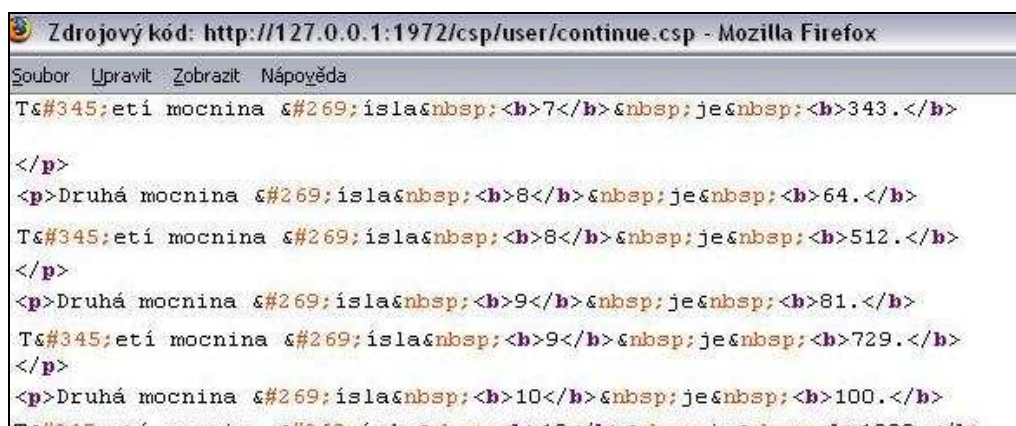 Zdrojový kód: http://127.0.0.1:1972/csp/user/continue.csp - Mozilla Firefox
Soubor Upravit Zobrazit Nápověda
T&#345;etí mocnina &#269;ísla&nbsp;<b>7</b>&nbsp;je&nbsp;<b>343.</b>
</p>
<p>Druhá mocnina &#269;ísla&nbsp;<b>8</b>&nbsp;je&nbsp;<b>64.</b>
T&#345;etí mocnina &#269;ísla&nbsp;<b>8</b>&nbsp;je&nbsp;<b>512.</b>
</p>
<p>Druhá mocnina &#269;ísla&nbsp;<b>9</b>&nbsp;je&nbsp;<b>81.</b>
T&#345;etí mocnina &#269;ísla&nbsp;<b>9</b>&nbsp;je&nbsp;<b>729.</b>
</p>
<p>Druhá mocnina &#269;ísla&nbsp;<b>10</b>&nbsp;je&nbsp;<b>100.</b>